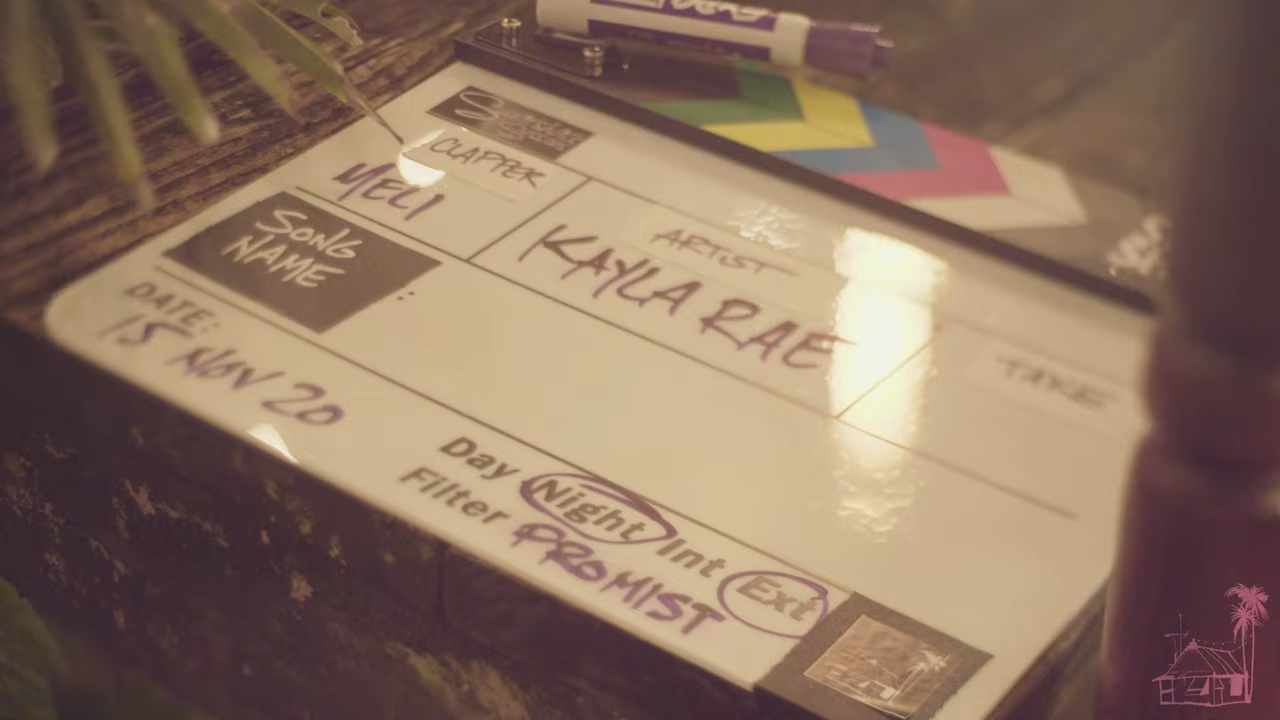 CLAPPER
MELI
ARTIST
KAYLA RAE
TAKE
SONG
NAME
DATE:
15 NOV 20
Day Night Int Ext
Filter PROMIST